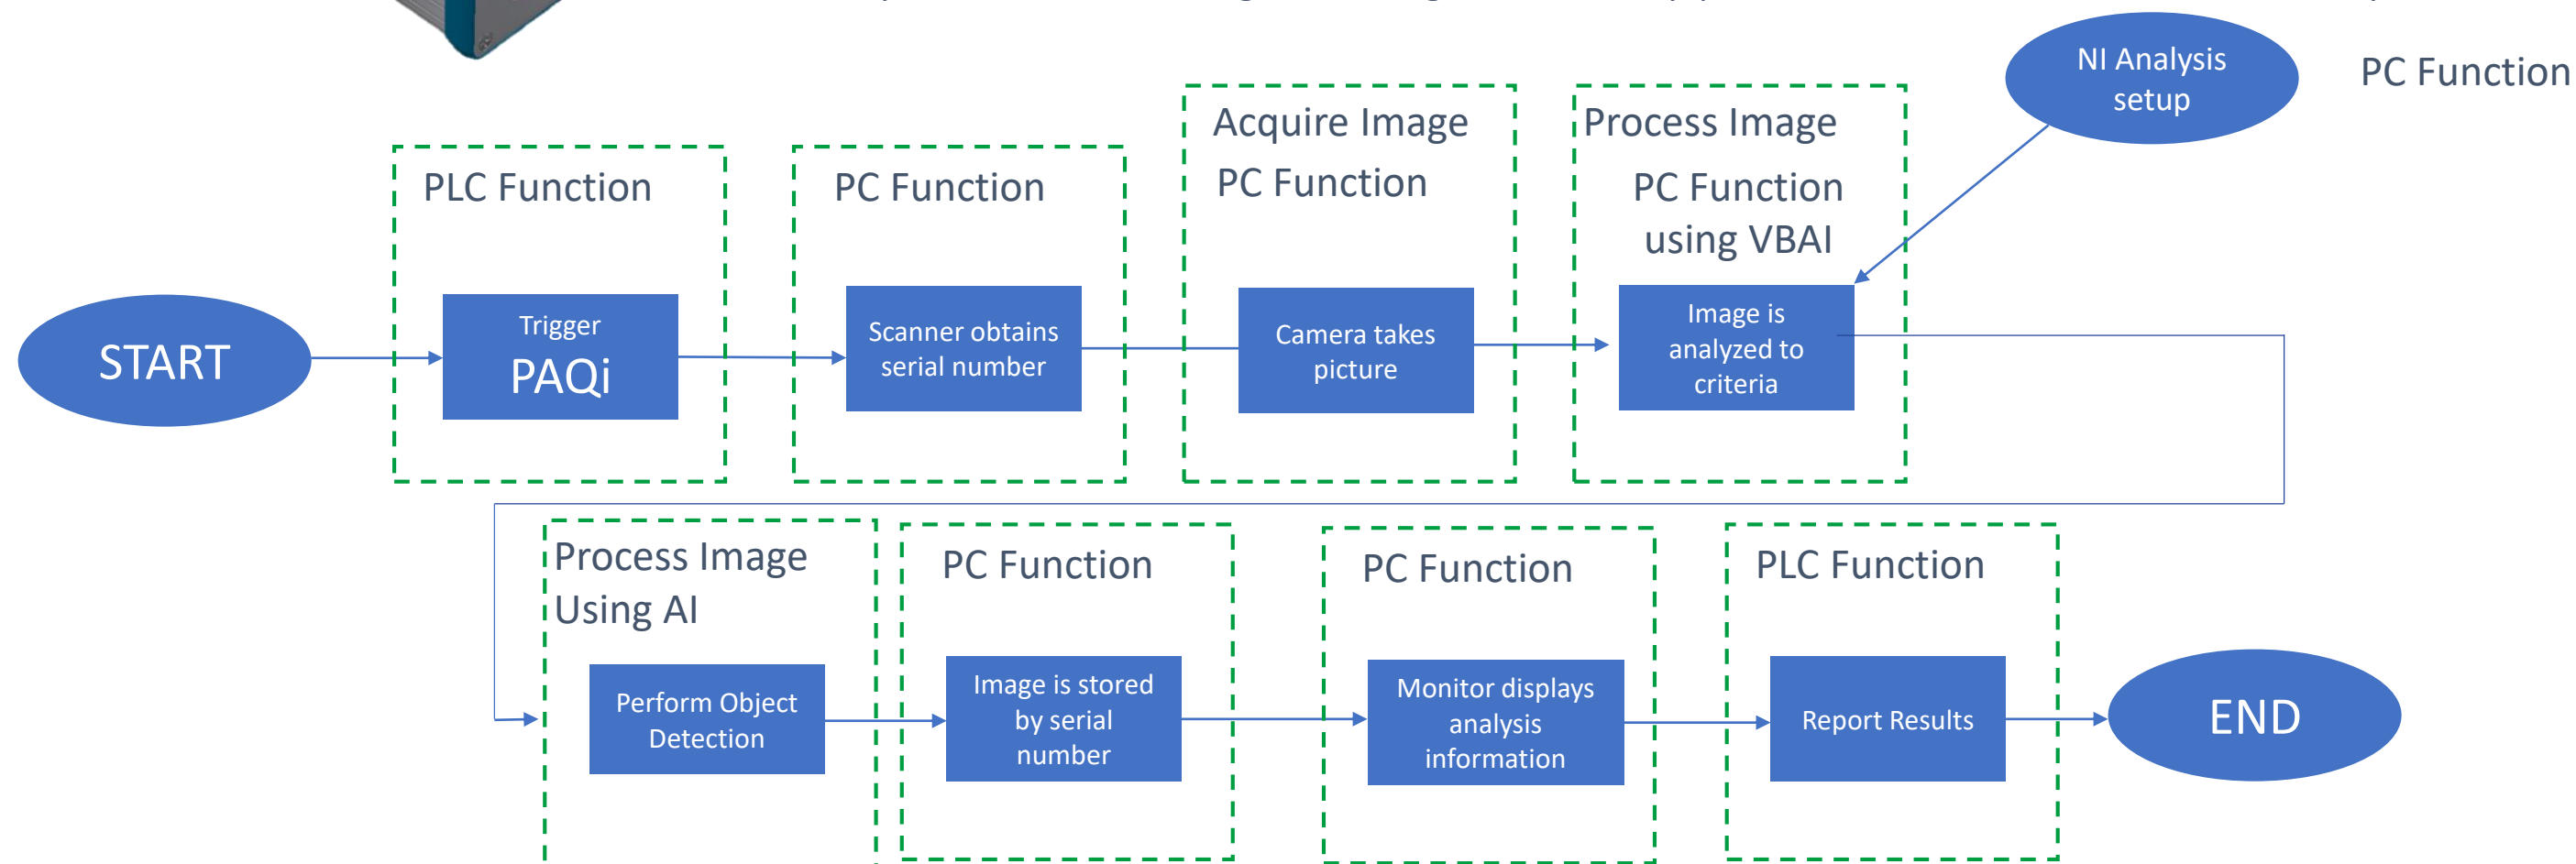 NI Analysis
setup
PC Function
PLC Function
Trigger
PAQi
PC Function
Scanner obtains
serial number
Acquire Image
PC Function
Camera takes
picture
Process Image
PC Function
using VBAI
Image is
analyzed to
criteria
START
Process Image
Using AI
Perform Object
Detection
PC Function
Image is stored
by serial
number
PC Function
Monitor displays
analysis
information
PLC Function
Report Results
END